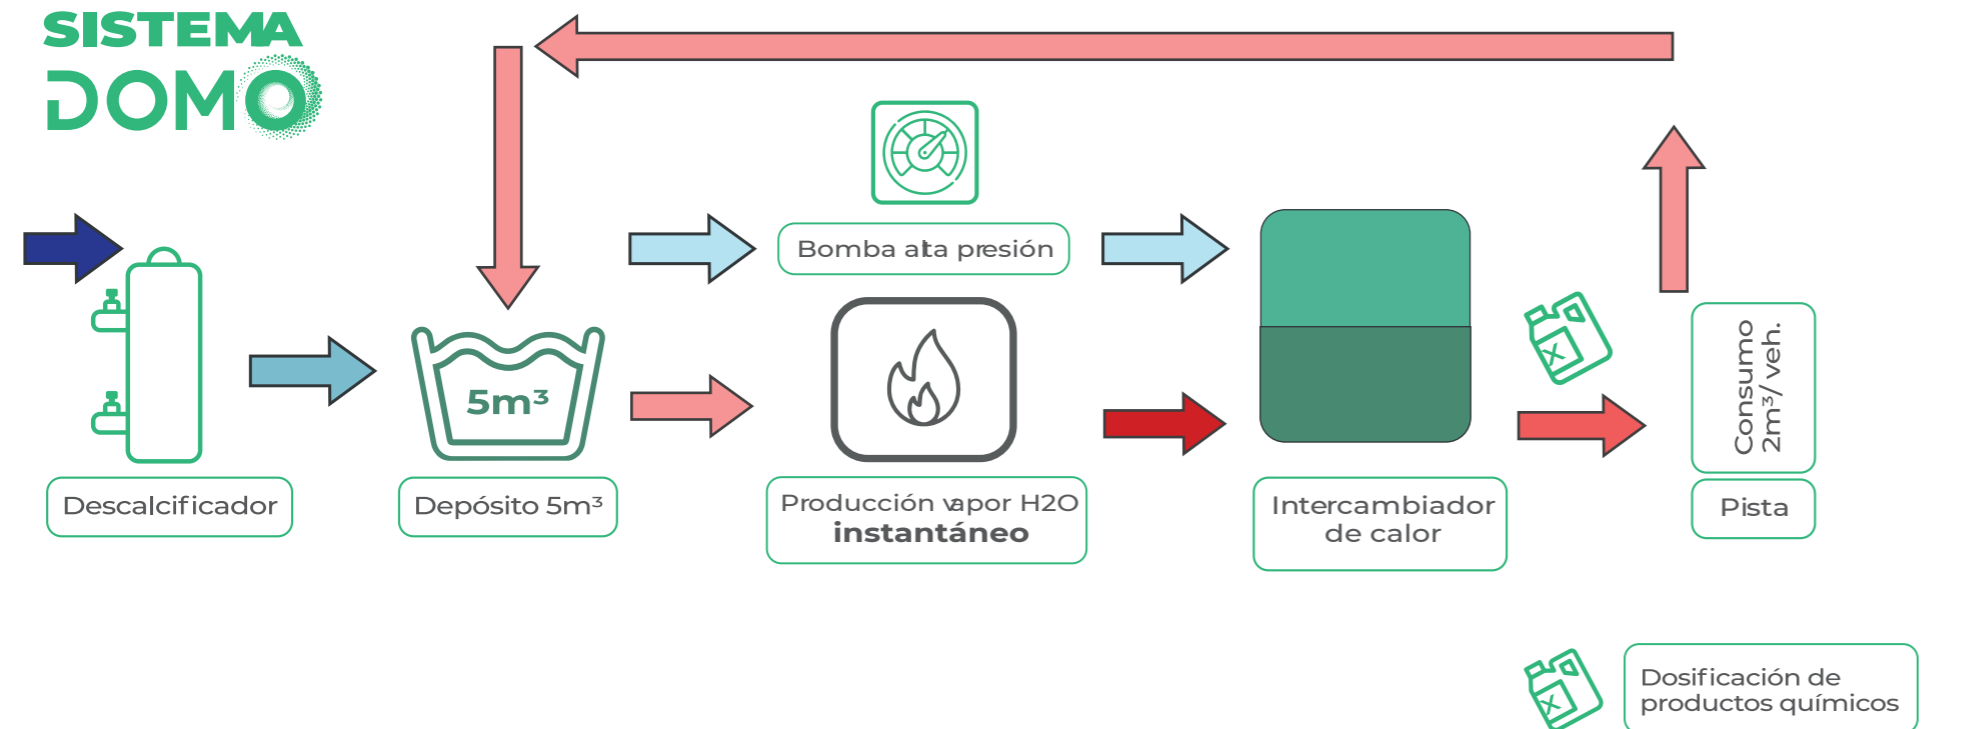 SISTEMA
DOMO
Bomba alta presión
5m³
Consumo
2m³/ veh.
Descalcificador
Depósito 5m³
Producción vapor H2O
instantáneo
Intercambiador
de calor
Pista
X
X
Dosificación de
productos químicos